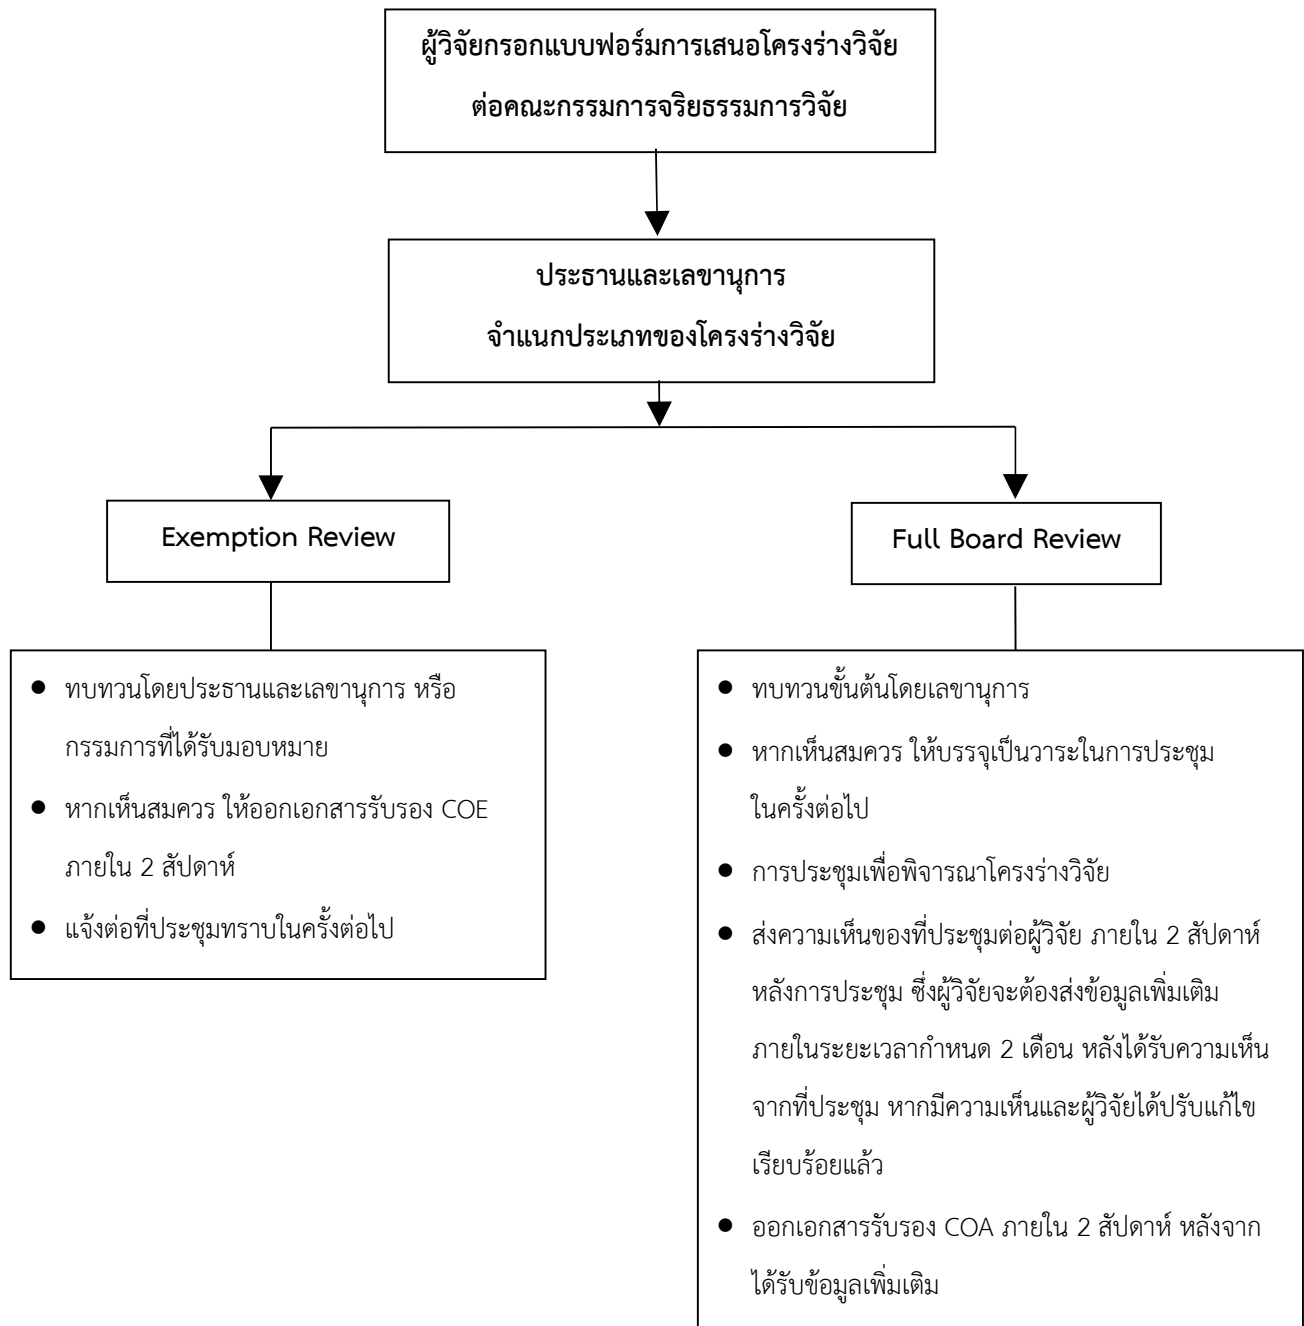 ผู้วิจัยกรอกแบบฟอร์มการเสนอโครงร่างวิจัย
ต่อคณะกรรมการจริยธรรมการวิจัย
ประธานและเลขานุการ
จำแนกประเภทของโครงร่างวิจัย
Exemption Review
Full Board Review
● ทบทวนโดยประธานและเลขานุการ หรือ
กรรมการที่ได้รับมอบหมาย
● หากเห็นสมควร ให้ออกเอกสารรับรอง COE
ภายใน 2 สัปดาห์
● แจ้งต่อที่ประชุมทราบในครั้งต่อไป
● ทบทวนขั้นต้นโดยเลขานุการ
● หากเห็นสมควร ให้บรรจุเป็นวาระในการประชุม
ในครั้งต่อไป
● การประชุมเพื่อพิจารณาโครงร่างวิจัย
● ส่งความเห็นของที่ประชุมต่อผู้วิจัย ภายใน 2 สัปดาห์
หลังการประชุม ซึ่งผู้วิจัยจะต้องส่งข้อมูลเพิ่มเติม
ภายในระยะเวลากำหนด 2 เดือน หลังได้รับความเห็น
จากที่ประชุม หากมีความเห็นและผู้วิจัยได้ปรับแก้ไข
เรียบร้อยแล้ว
● ออกเอกสารรับรอง COA ภายใน 2 สัปดาห์ หลังจาก
ได้รับข้อมูลเพิ่มเติม